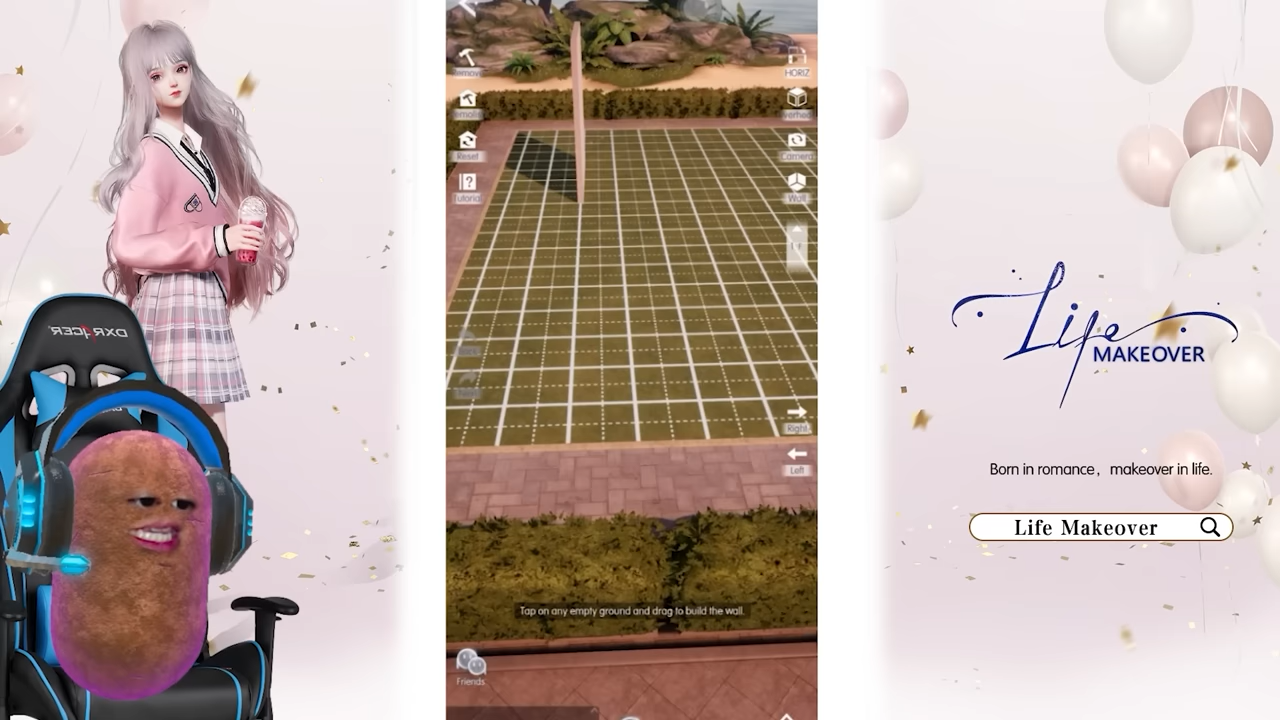 DXRACER
HORIZ
Reset
Camera
Tutorial
Wall
Right
Left
Tap on any empty ground and drag to build the wall.
Friends
Life
MAKEOVER
Born in romance, makeover in life.
Life Makeover